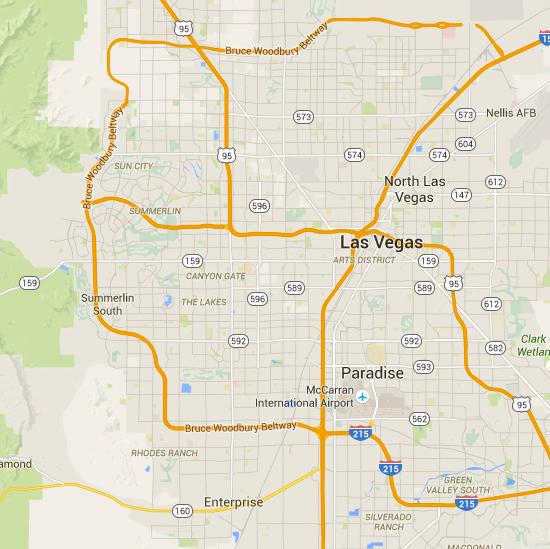 95
Bruce Woodbury Beltway
15
573
573
Nellis AFB
604
95
574
574
SUN CITY
Bruce Woodbury Beltway
North Las
Vegas
612
147
596
SUMMERLIN
Las Vegas
159
ARTS DISTRICT
159
CANYON GATE
159
95
589
589
Summerlin
South
THE LAKES
596
612
592
592
582
Clark
Wetlan
593
Paradise
McCarran
International Airport
95
562
Bruce Woodbury Beltway
215
RHODES RANCH
amond
215
GREEN
VALLEY SOUTH
Enterprise
160
215
SILVERADO
RANCH
MACDONALD